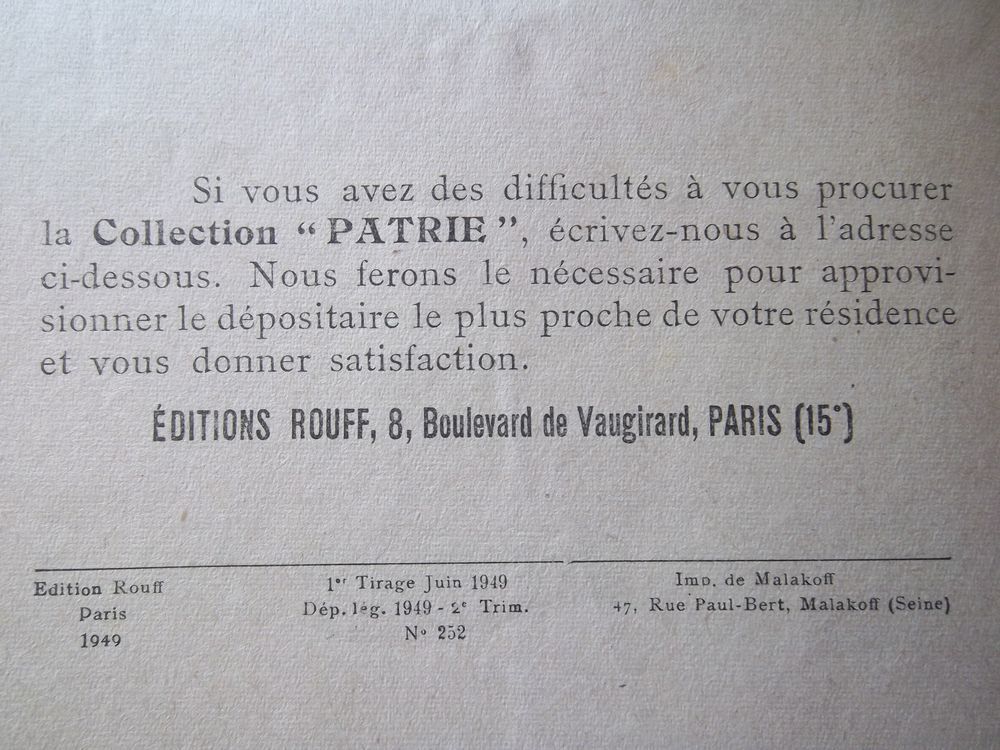 Si vous avez des difficultés à vous procurer
la Collection “PATRIE”, écrivez-nous à l’adresse
ci-dessous. Nous ferons le nécessaire pour approvi-
sionner le dépositaire le plus proche de votre résidence
et vous donner satisfaction.
ÉDITIONS ROUFF, 8, Boulevard de Vaugirard, PARIS (15°)
Edition Rouff
Paris
1949
1er Tirage Juin 1949
Dép. lég. 1949 - 2e Trim.
No 252
Imp. de Malakoff
47, Rue Paul-Bert, Malakoff (Seine)